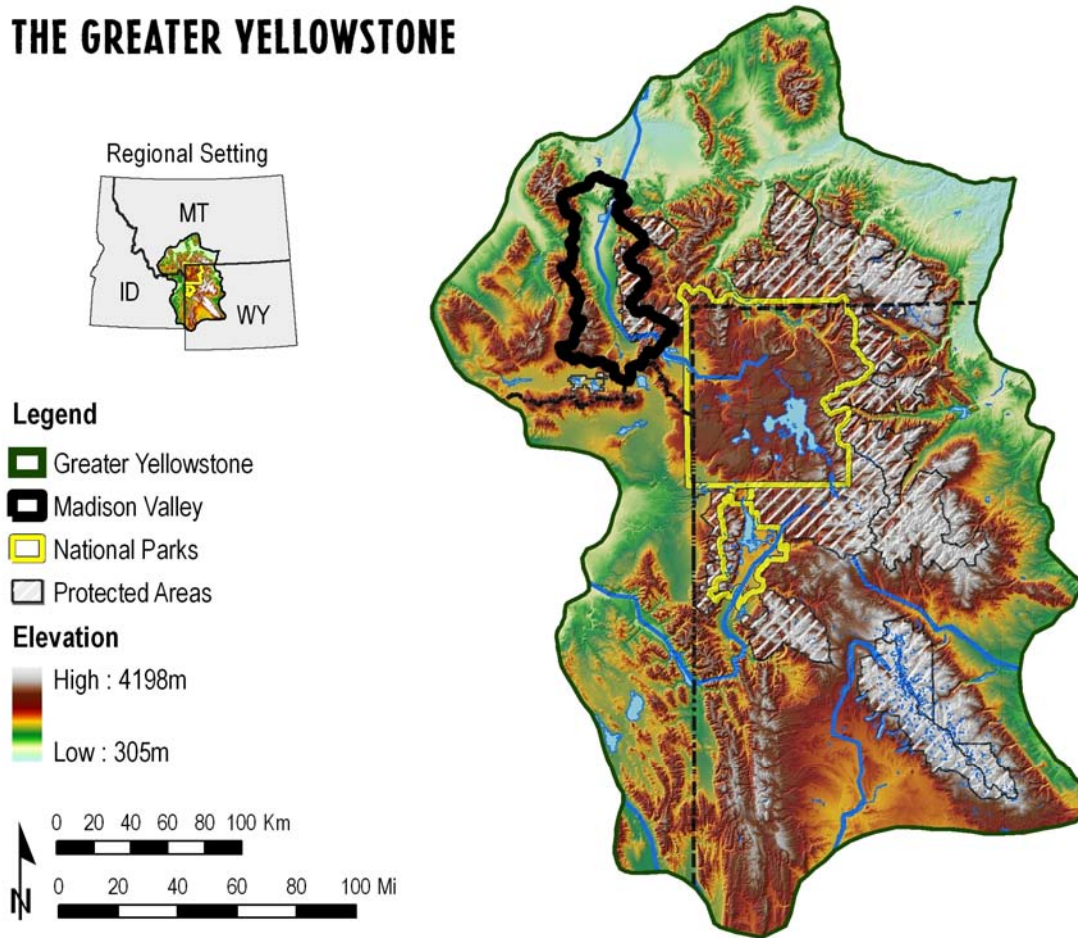 THE GREATER YELLOWSTONE
Regional Setting
MT
ID
WY
Legend
Greater Yellowstone
Madison Valley
National Parks
Protected Areas
Elevation
High : 4198m
Low : 305m
0 20 40 60 80 100 Km
0 20 40 60 80 100 Mi
N